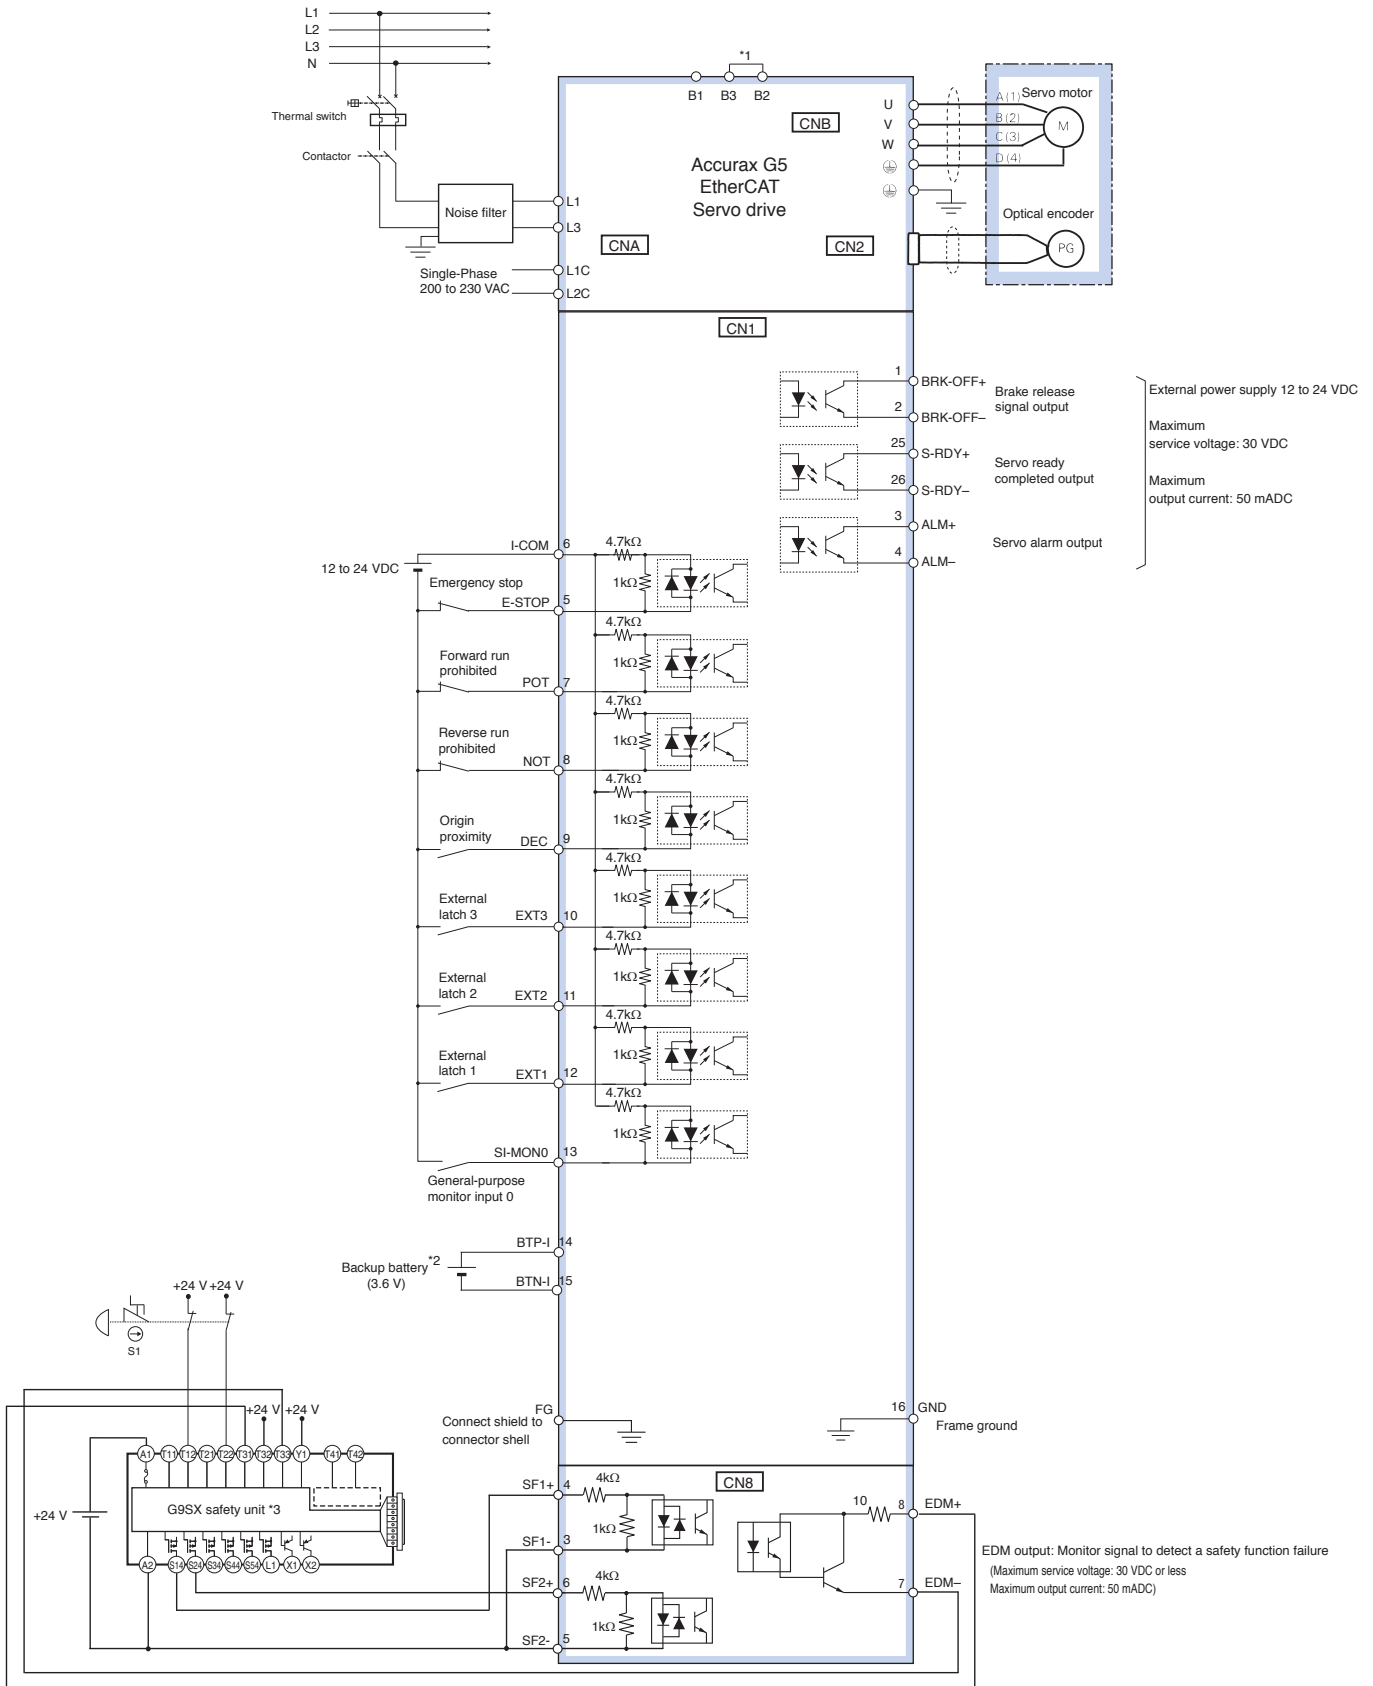 L1
L2
L3
N
Thermal switch
Contactor
Noise filter
Single-Phase
200 to 230 VAC
*1
B1 B3 B2
CNB
Accurax G5
EtherCAT
Servo drive
CNA
CN2
L1
L3
L1C
L2C
U
V
W
A (1)
B (2)
C (3)
D (4)
Servo motor
M
Optical encoder
PG
CN1
1
BRK-OFF+
2
BRK-OFF–
Brake release
signal output
25
S-RDY+
26
S-RDY–
Servo ready
completed output
3
ALM+
4
ALM–
Servo alarm output
External power supply 12 to 24 VDC
Maximum
service voltage: 30 VDC
Maximum
output current: 50 mADC
12 to 24 VDC
I-COM 6
4.7kΩ
1kΩ
Emergency stop
E-STOP 5
4.7kΩ
1kΩ
Forward run
prohibited
POT 7
4.7kΩ
1kΩ
Reverse run
prohibited
NOT 8
4.7kΩ
1kΩ
Origin
proximity
DEC 9
4.7kΩ
1kΩ
External
latch 3
EXT3 10
4.7kΩ
1kΩ
External
latch 2
EXT2 11
4.7kΩ
1kΩ
External
latch 1
EXT1 12
4.7kΩ
1kΩ
SI-MON0 13
General-purpose
monitor input 0
BTP-I 14
Backup battery *2
(3.6 V)
BTN-I 15
+24 V +24 V
S1
FG
Connect shield to
connector shell
16 GND
Frame ground
+24 V +24 V
A1 T11 T12 T21 T22 T31 T32 T33 Y1 T41 T42
G9SX safety unit *3
+24 V
A2 S14 S24 S34 S44 S54 L1 X1 X2
CN8
SF1+ 4
4kΩ
1kΩ
SF1- 3
SF2+ 6
4kΩ
1kΩ
SF2- 5
10
8 EDM+
7 EDM–
EDM output: Monitor signal to detect a safety function failure
(Maximum service voltage: 30 VDC or less
Maximum output current: 50 mADC)